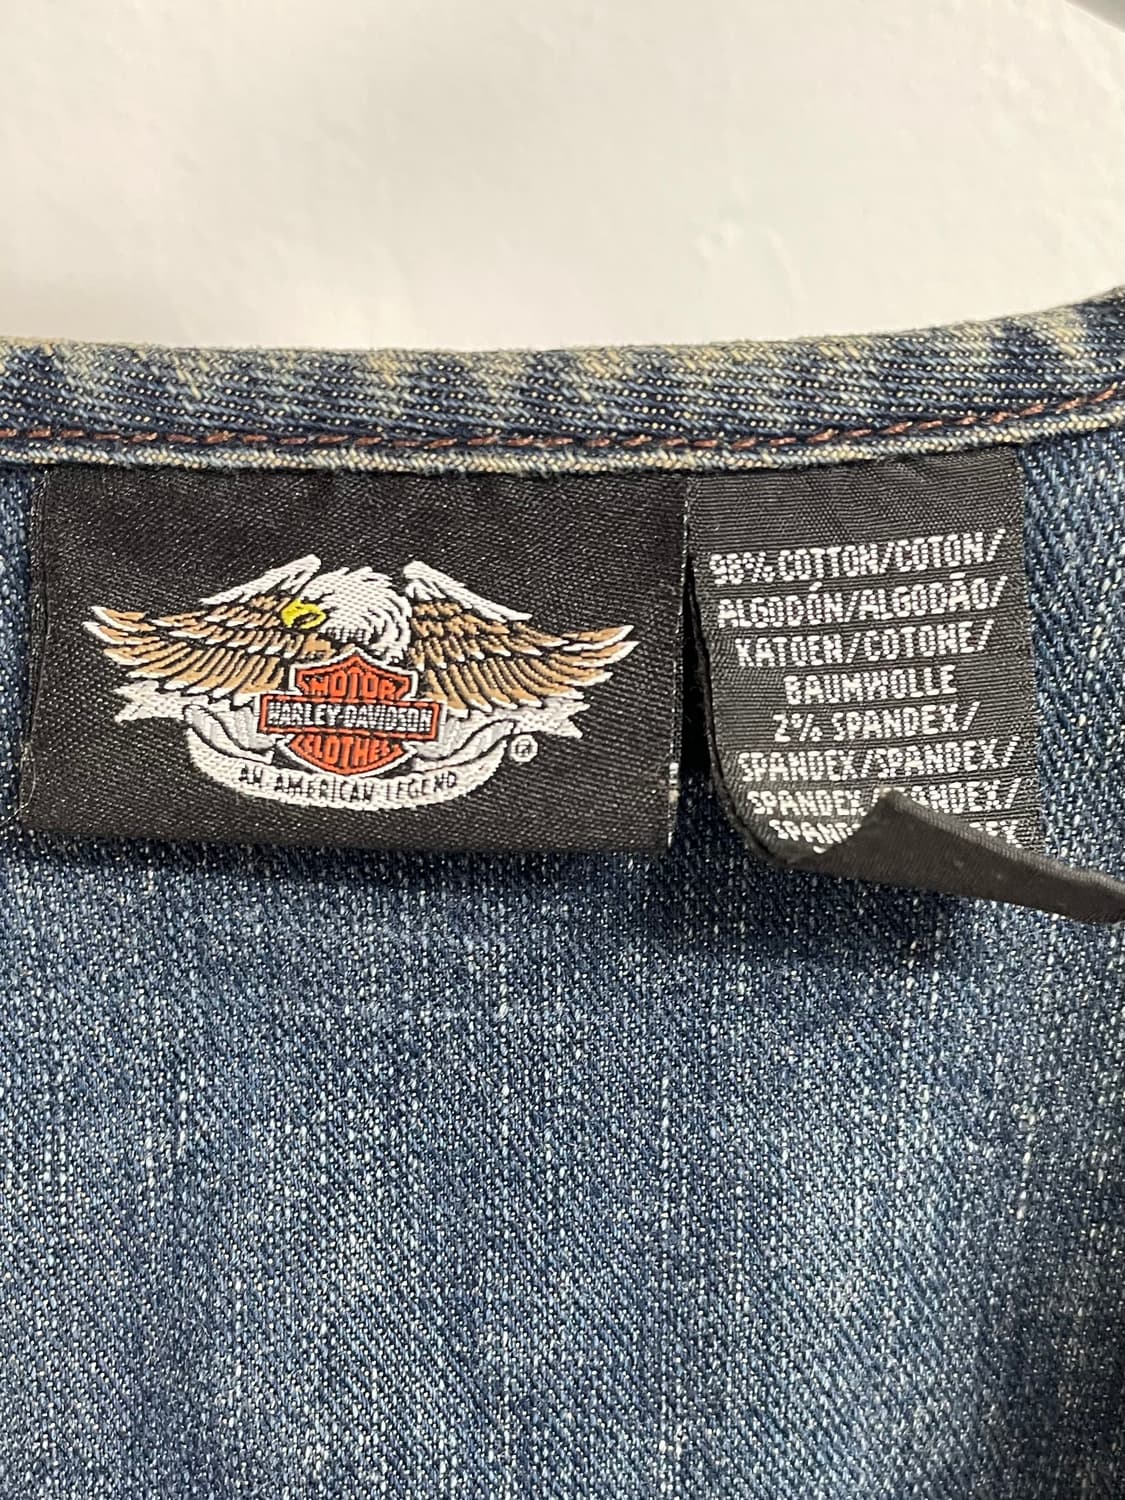 MOTOR
HARLEY-DAVIDSON
CLOTHES
AN AMERICAN LEGEND
®
98% COTTON/COTON/
ALGODÓN/ALGODÃO/
KATOEN/COTONE/
BAUMWOLLE
2% SPANDEX/
SPANDEX/SPANDEX/
SPANDEX